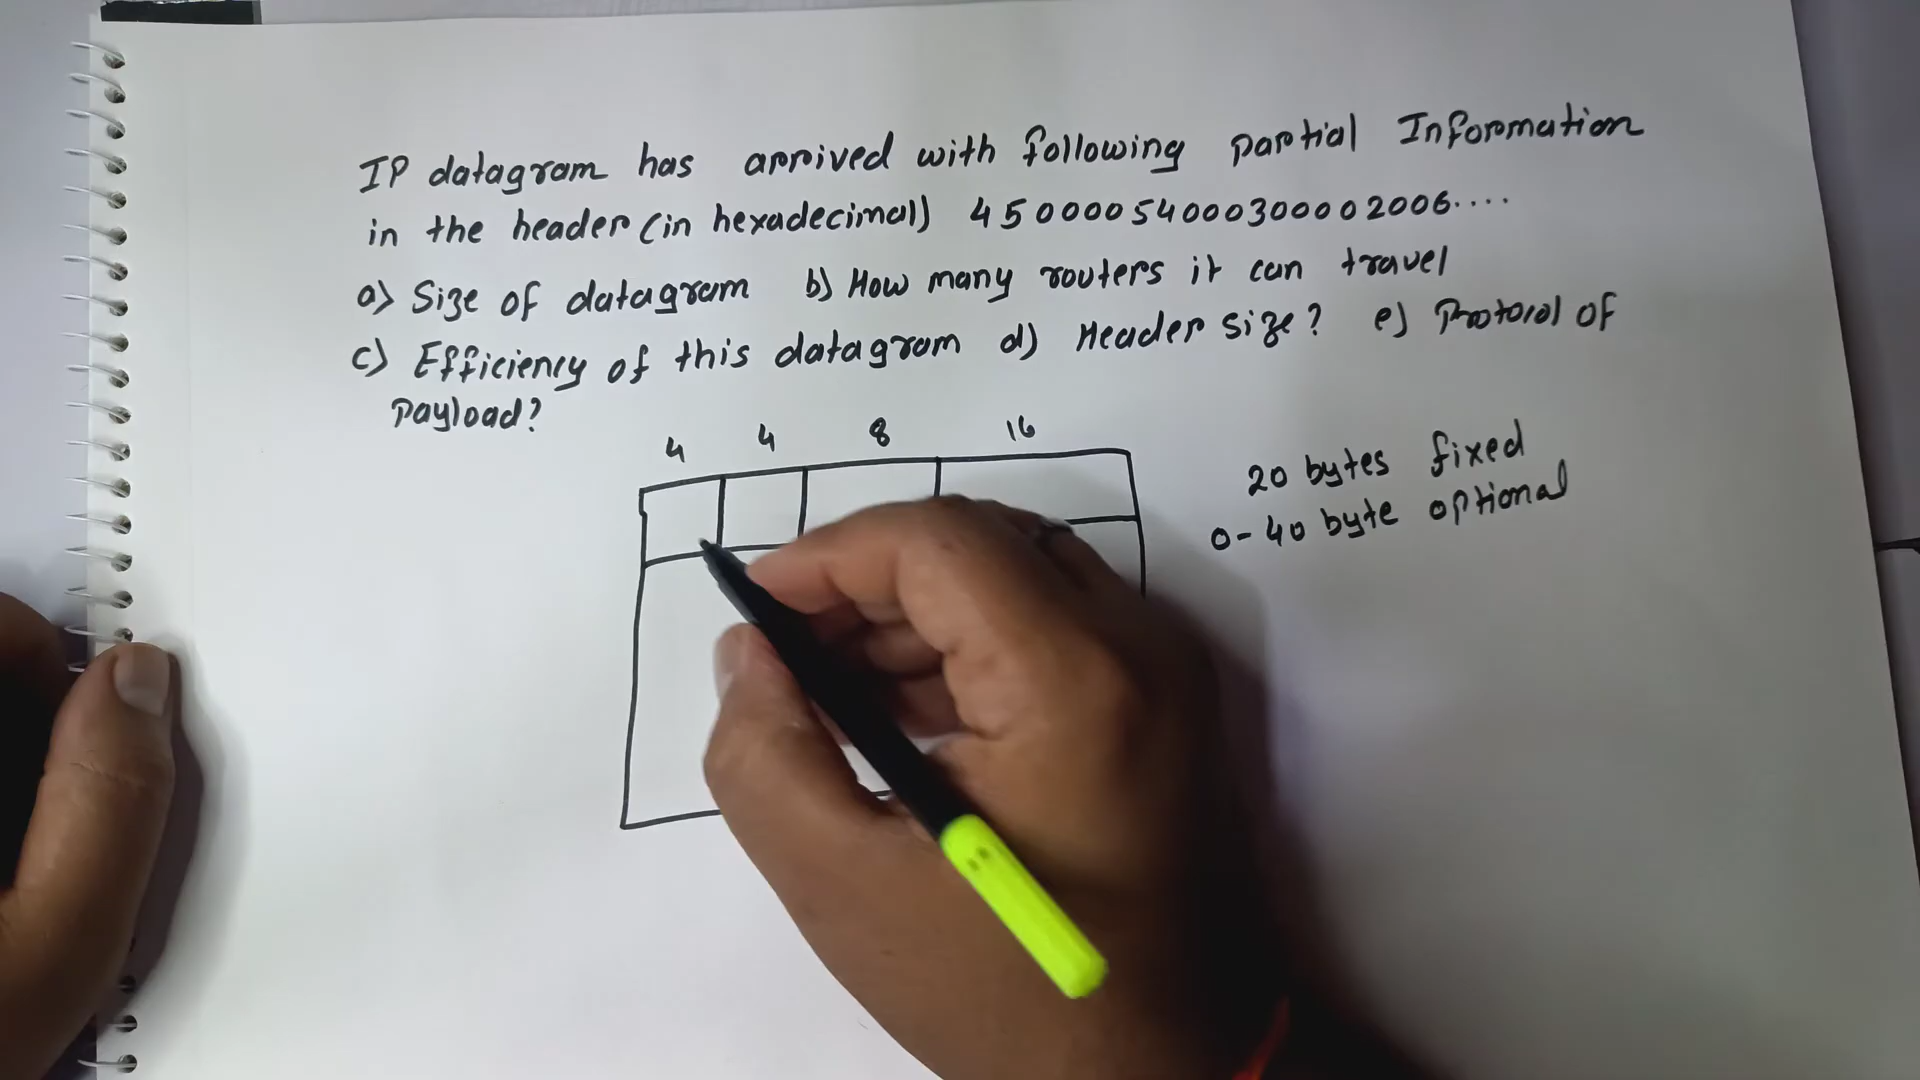 IP datagram has arrived with following partial Information
in the header (in hexadecimal) 45000054000300002006....
a) Size of datagram b) How many routers it can travel
c) Efficiency of this datagram d) Header size? e) Protocol of
Payload?
4 4 8 16
20 bytes fixed
0-40 byte optional